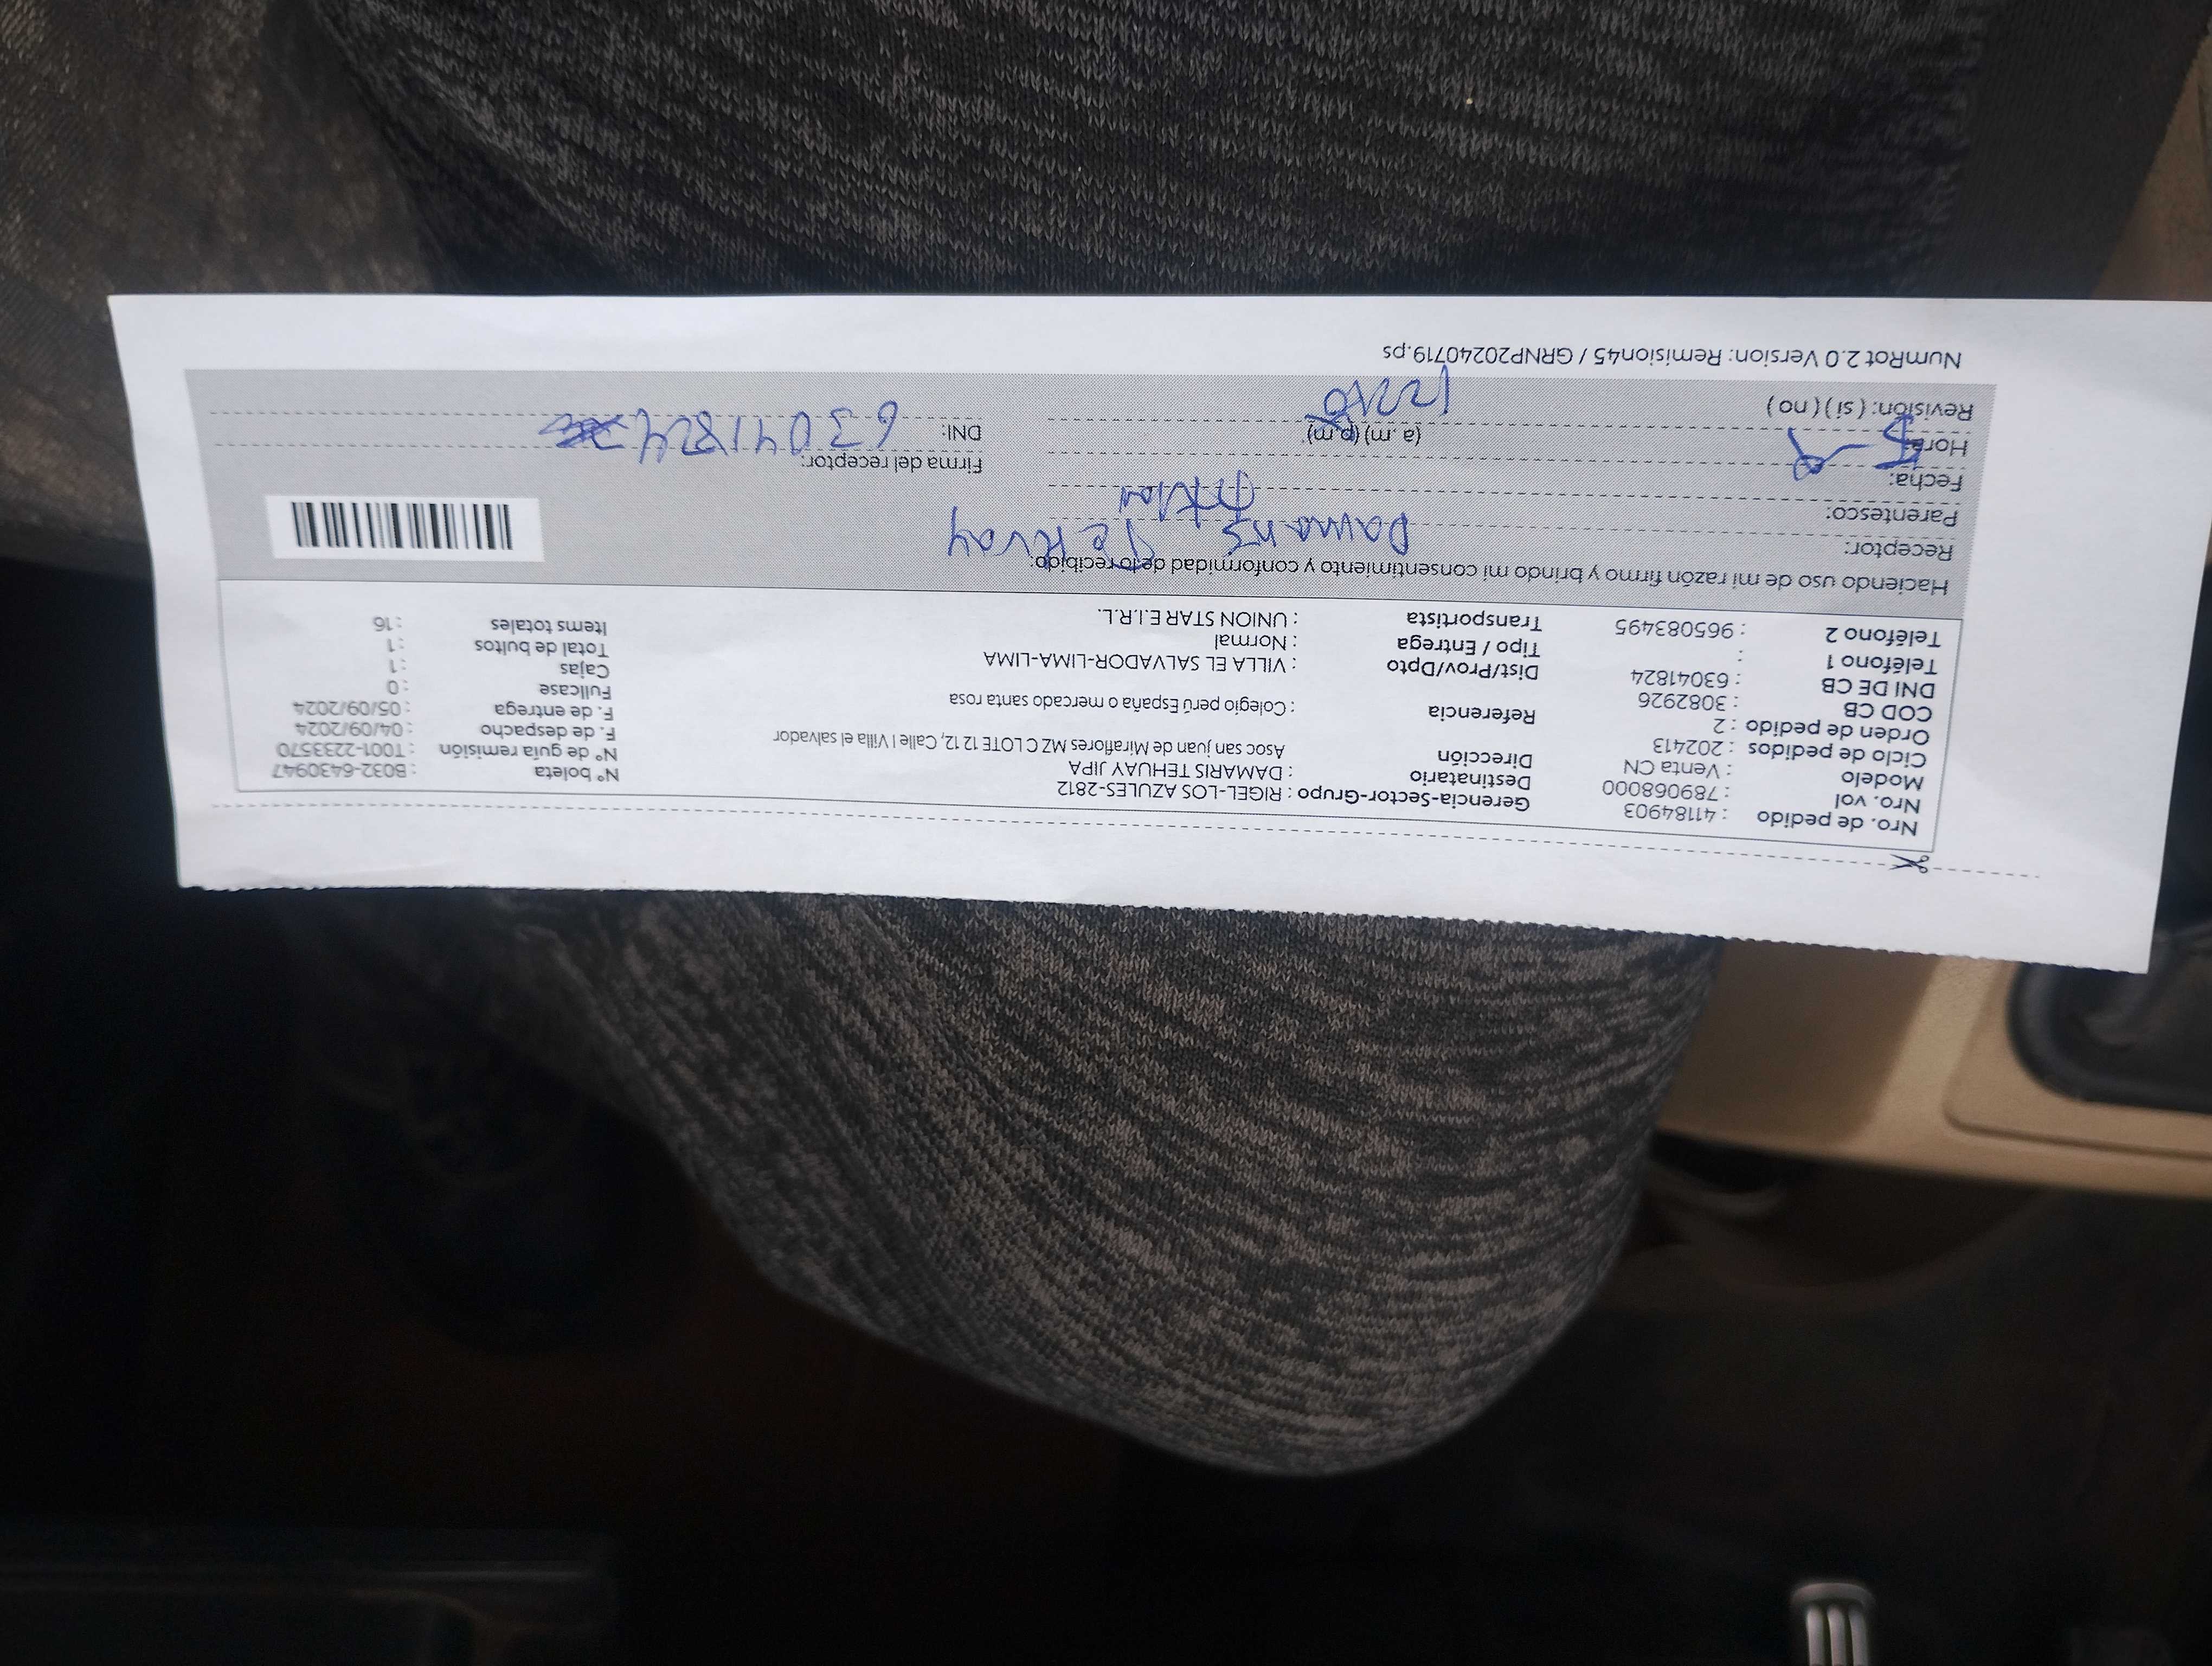 Nro. de pedido : 41184903
Nro. vol : 789068000
Modelo : Venta CN
Ciclo de pedidos : 202413
Orden de pedido : 2
COD CB : 3082926
DNI DE CB : 63041824
Teléfono 1 :
Teléfono 2 : 965083495
Gerencia-Sector-Grupo : RIGEL-LOS AZULES-2812
Destinatario : DAMARIS TEHUAY JIPA
Dirección Asoc san juan de Miraflores MZ C LOTE 12 12, Calle I Villa el salvador
Referencia : Colegio perú España o mercado santa rosa
Dist/Prov/Dpto : VILLA EL SALVADOR-LIMA-LIMA
Tipo / Entrega : Normal
Transportista : UNION STAR E.I.R.L.
N° boleta : B032-6430947
N° de guía remisión : T001-2233570
F. de despacho : 04/09/2024
F. de entrega : 05/09/2024
Fullcase : 0
Cajas : 1
Total de bultos : 1
Items totales : 16
Haciendo uso de mi razón firmo y brindo mi consentimiento y conformidad de lo recibido:
Receptor: Damaris Tehuay
Parentesco:
Fecha:
Hora: (a.m) (p.m)
Revisión: ( si ) ( no )
Firma del receptor:
DNI: 63041824
NumRot 2.0 Version: Remision45 / GRNP20240719.ps